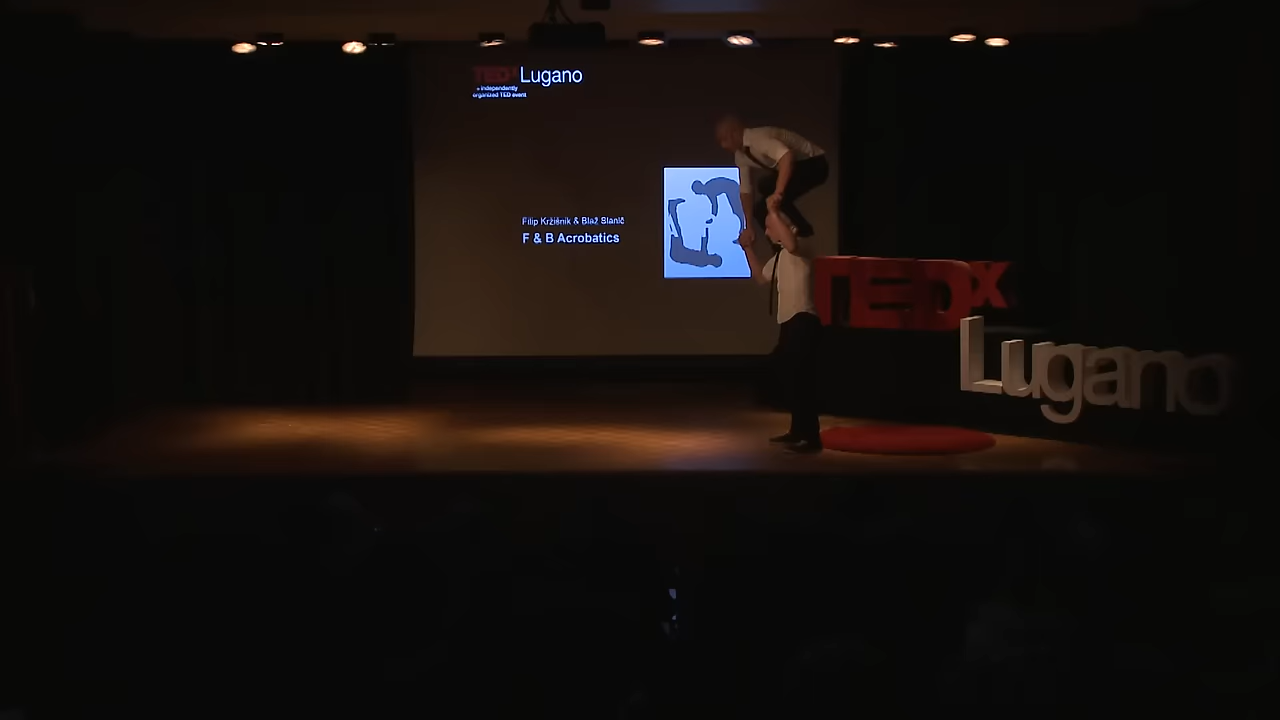 TEDx Lugano
x independently
organized TED event
Filip Kržišnik & Blaž Slanič
F & B Acrobatics
TEDx
Lugano